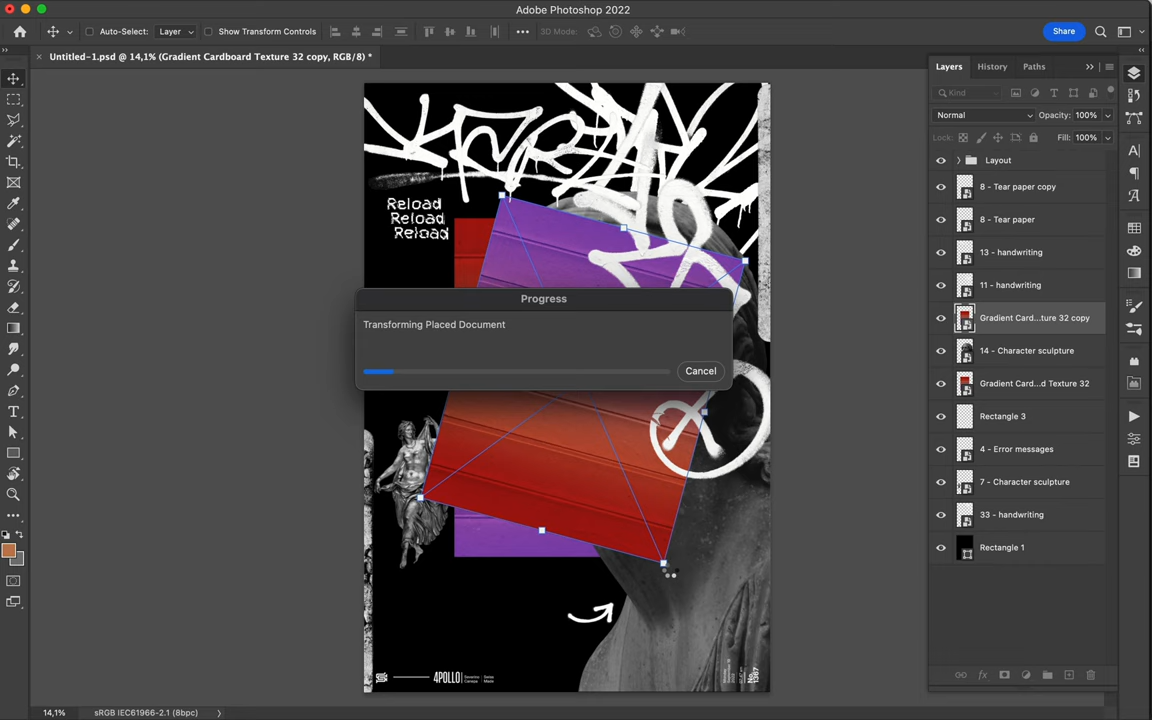 Adobe Photoshop 2022
Auto-Select:
Layer
Show Transform Controls
3D Mode:
Share
Untitled-1.psd @ 14,1% (Gradient Cardboard Texture 32 copy, RGB/8) *
Layers
History
Paths
Kind
Normal
Opacity: 100%
Lock:
Fill: 100%
Layout
8 - Tear paper copy
8 - Tear paper
13 - handwriting
11 - handwriting
Gradient Card...ture 32 copy
14 - Character sculpture
Gradient Card...d Texture 32
Rectangle 3
4 - Error messages
7 - Character sculpture
33 - handwriting
Rectangle 1
Reload
Reload
Reload
Progress
Transforming Placed Document
Cancel
4POLLO
14,1%
sRGB IEC61966-2.1 (8bpc)